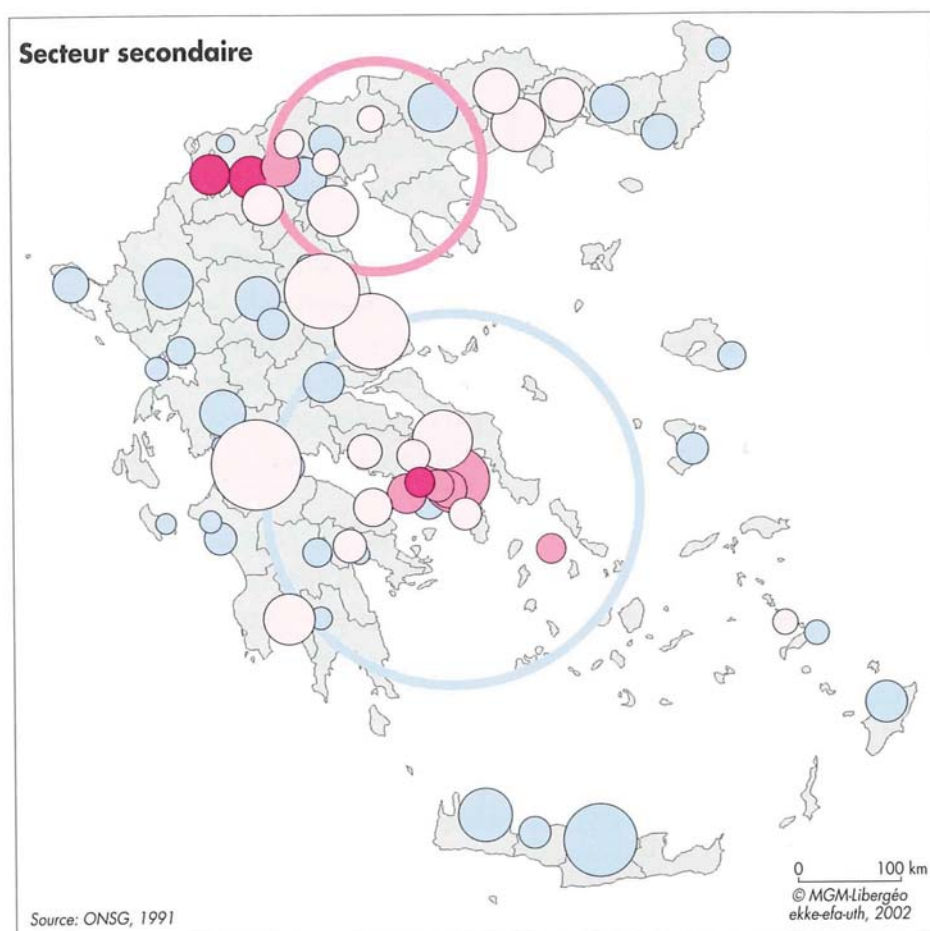 Secteur secondaire
0 100 km
© MGM-Libergéo
ekke-efa-uth, 2002
Source: ONSG, 1991